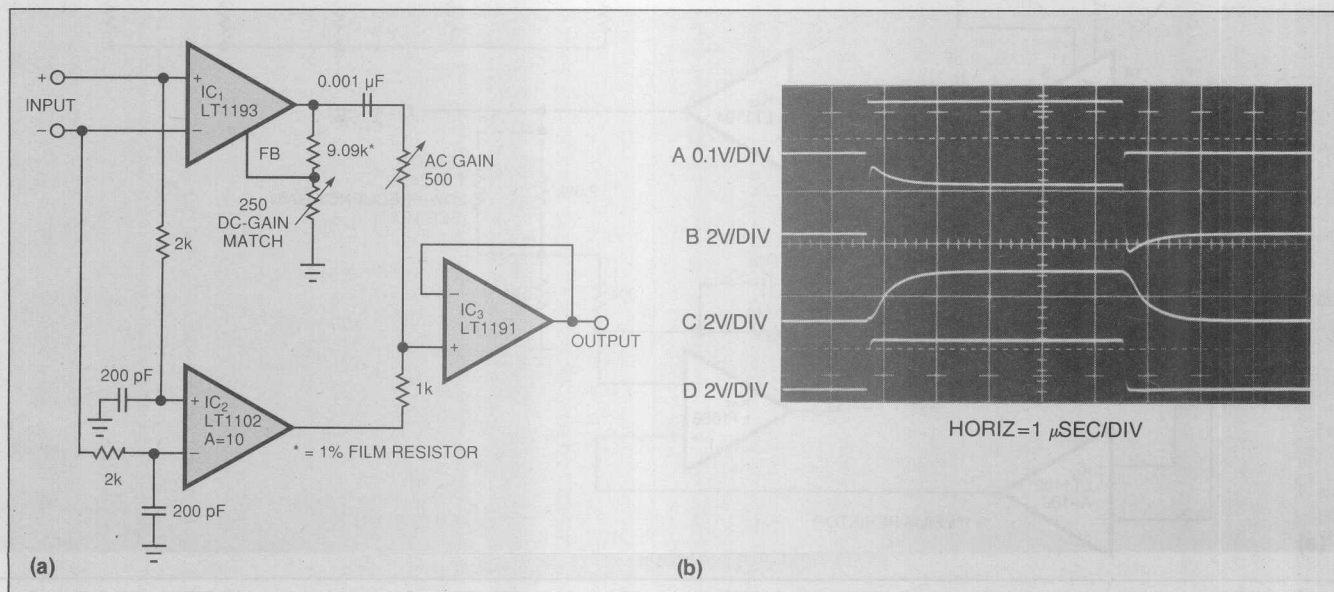 +
INPUT
−
+
IC₁
LT1193
−
0.001 µF
FB
9.09k*
AC GAIN
500
250
DC-GAIN
MATCH
2k
−
IC₃
LT1191
+
OUTPUT
200 pF
+
IC₂
LT1102
A=10
−
1k
* = 1% FILM RESISTOR
2k
200 pF
(a)
A 0.1V/DIV
B 2V/DIV
C 2V/DIV
D 2V/DIV
HORIZ=1 µSEC/DIV
(b)